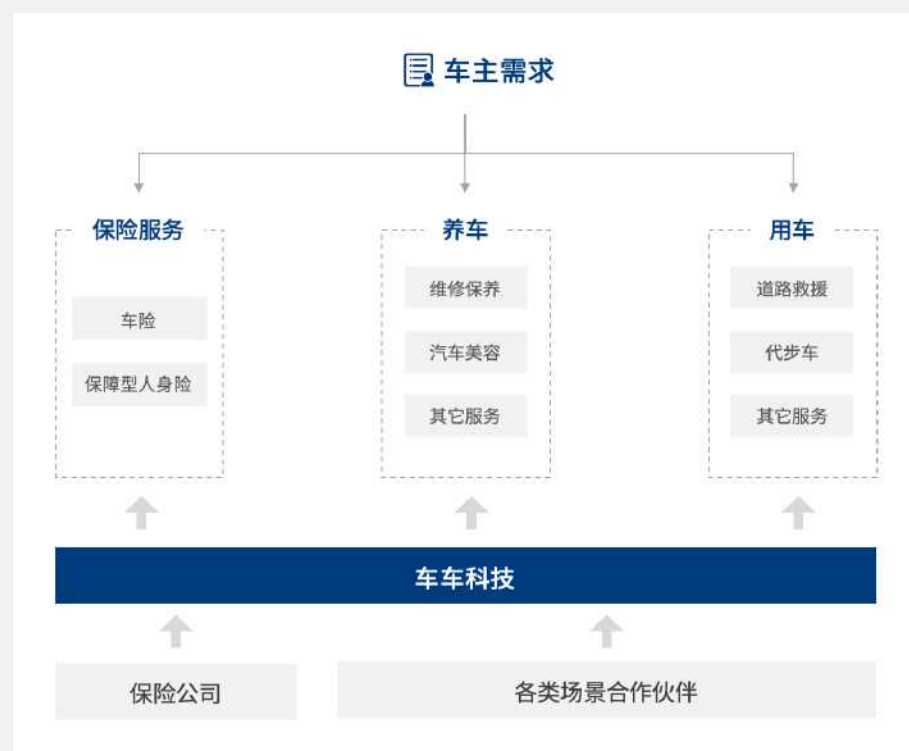 车主需求
保险服务
车险
保障型人身险
养车
维修保养
汽车美容
其它服务
用车
道路救援
代步车
其它服务
车车科技
保险公司
各类场景合作伙伴